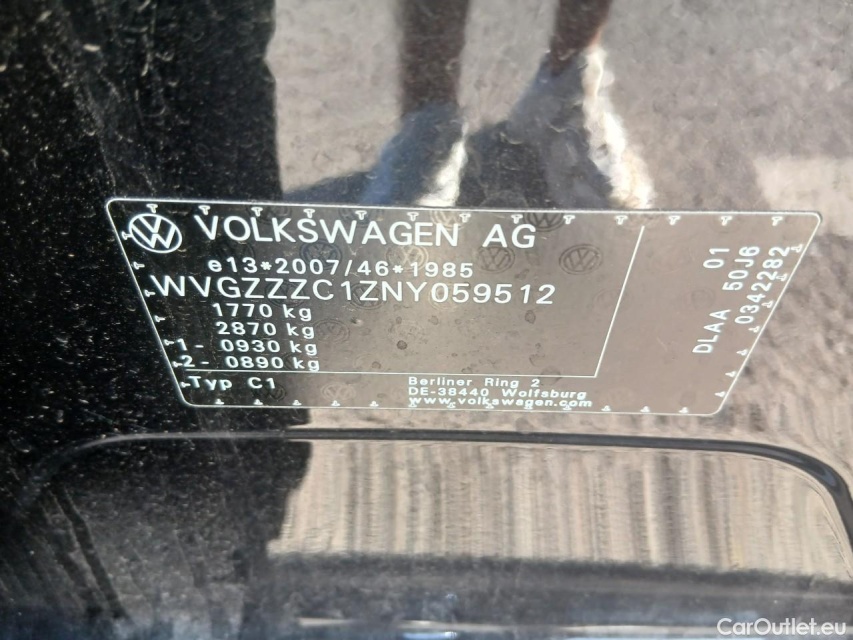 VOLKSWAGEN AG
e13*2007/46*1985
WVGZZZC1ZNY059512
1770 kg
2870 kg
1- 0930 kg
2- 0890 kg
Typ C1
Berliner Ring 2
DE-38440 Wolfsburg
www.volkswagen.com
01
DLAA 50J6
0342282
CarOutlet.eu